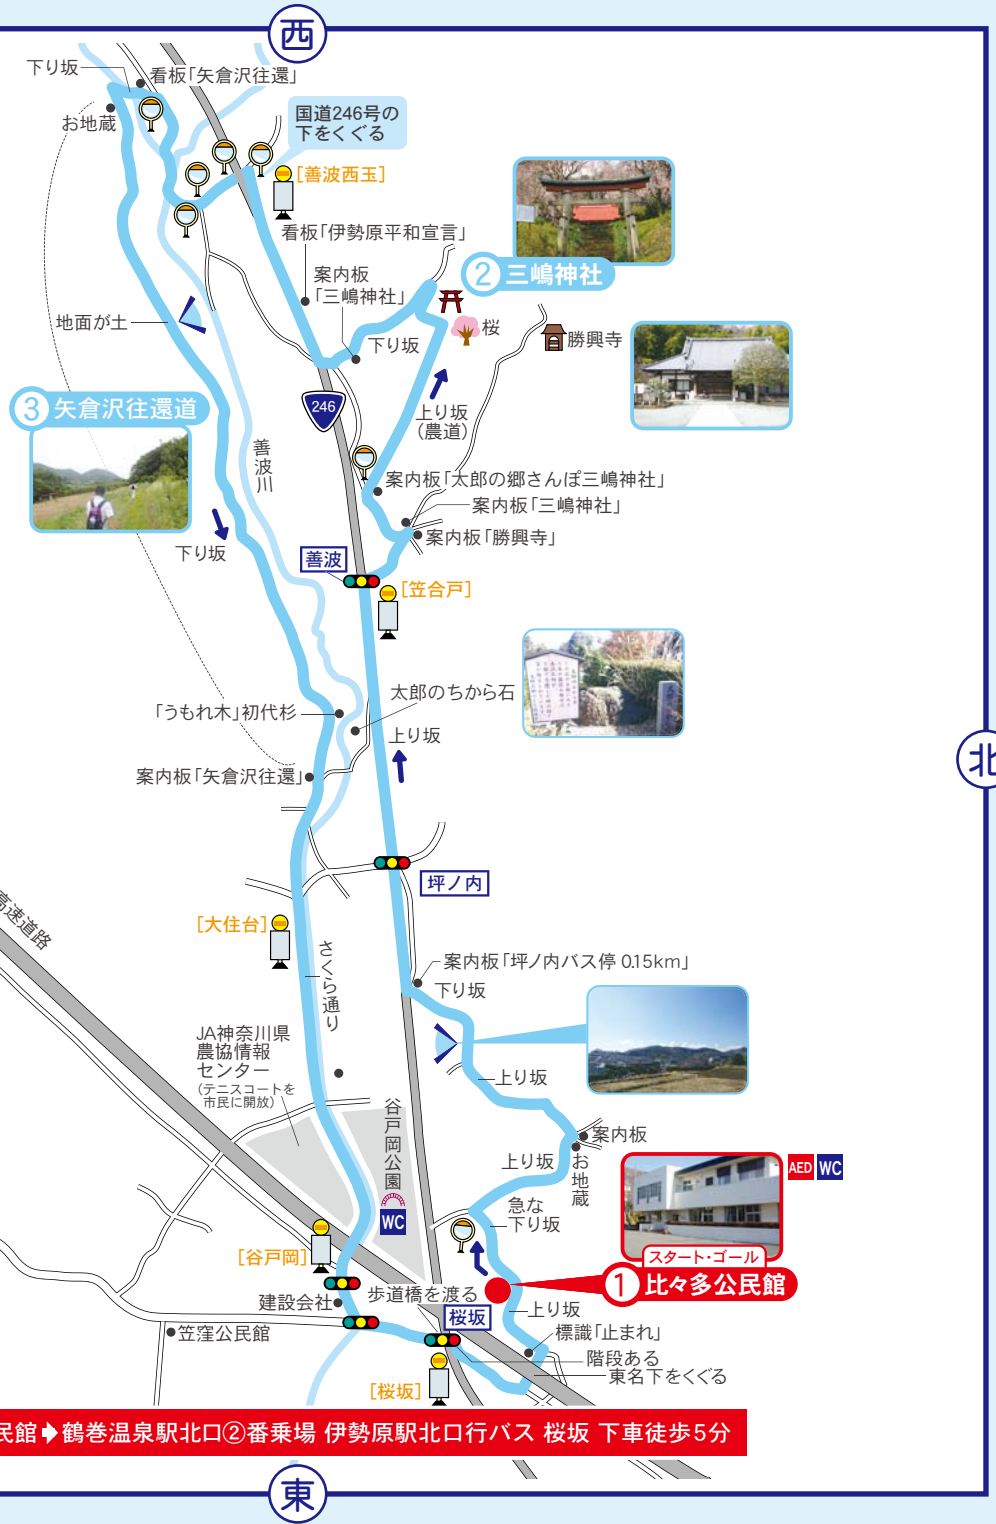 西
下り坂
看板「矢倉沢往還」
お地蔵
国道246号の
下をくぐる
[善波西玉]
看板「伊勢原平和宣言」
案内板
「三嶋神社」
② 三嶋神社
桜
勝興寺
下り坂
地面が土
246
③ 矢倉沢往還道
上り坂
(農道)
善波川
案内板「太郎の郷さんぽ三嶋神社」
案内板「三嶋神社」
案内板「勝興寺」
下り坂
善波
[笠合戸]
太郎のちから石
「うもれ木」初代杉
上り坂
案内板「矢倉沢往還」
北
坪ノ内
高速道路
[大住台]
さくら通り
案内板「坪ノ内バス停 0.15km」
下り坂
JA神奈川県
農協情報
センター
(テニスコートを
市民に開放)
上り坂
谷戸岡公園
WC
案内板
お地蔵
上り坂
AED WC
急な
下り坂
スタート・ゴール
① 比々多公民館
[谷戸岡]
歩道橋を渡る
建設会社
桜坂
上り坂
笠窪公民館
標識「止まれ」
階段ある
東名下をくぐる
[桜坂]
民館➡鶴巻温泉駅北口②番乗場 伊勢原駅北口行バス 桜坂 下車徒歩5分
東